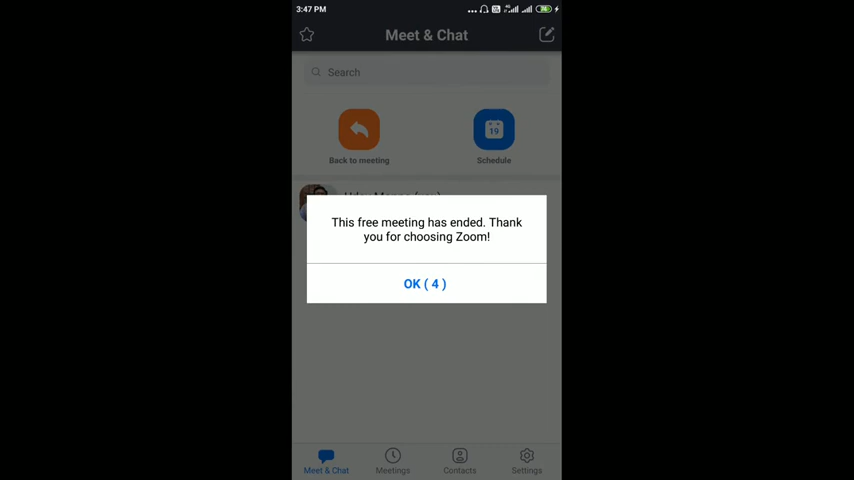 3:47 PM
Meet & Chat
Search
19
Back to meeting
Schedule
(you)
This free meeting has ended. Thank
you for choosing Zoom!
OK ( 4 )
Meet & Chat
Meetings
Contacts
Settings